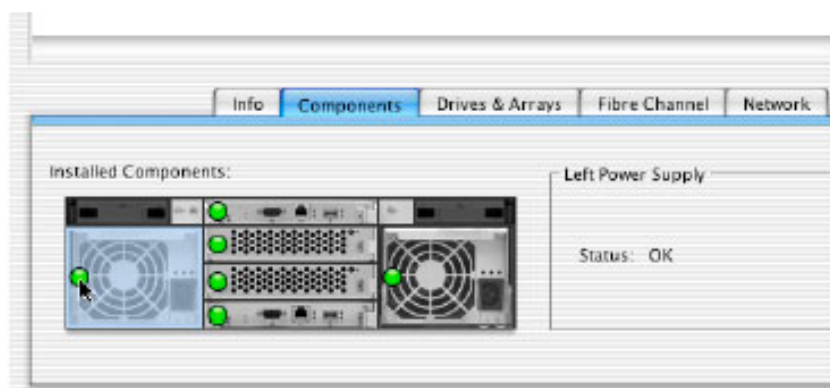 Info Components Drives & Arrays Fibre Channel Network
Installed Components:
Left Power Supply
Status: OK